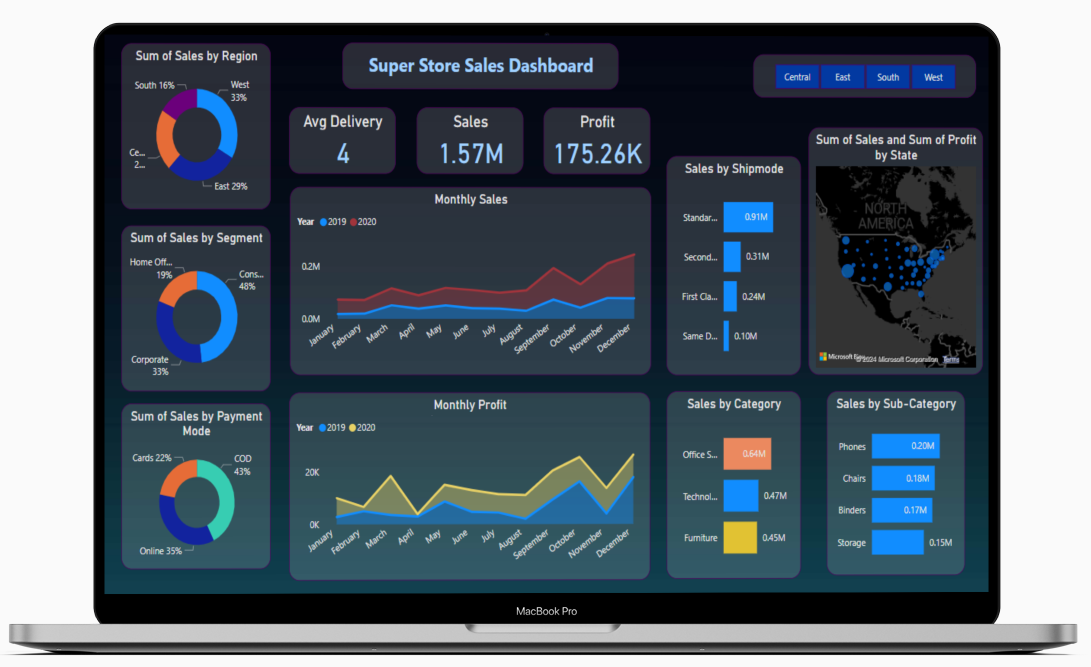 Super Store Sales Dashboard
Central
East
South
West
Sum of Sales by Region
South 16%
West
33%
Ce...
2...
East 29%
Avg Delivery
4
Sales
1.57M
Profit
175.26K
Sum of Sales by Segment
Home Off...
19%
Cons...
48%
Corporate
33%
Sum of Sales by Payment
Mode
Cards 22%
COD
43%
Online 35%
Monthly Sales
Year 2019 2020
0.2M
0.0M
January
February
March
April
May
June
July
August
September
October
November
December
Monthly Profit
Year 2019 2020
20K
0K
January
February
March
April
May
June
July
August
September
October
November
December
Sales by Shipmode
Standar... 0.91M
Second... 0.31M
First Cla... 0.24M
Same D... 0.10M
Sum of Sales and Sum of Profit
by State
NORTH
AMERICA
Microsoft Bing
© 2024 Microsoft Corporation Terms
Sales by Category
Office S... 0.64M
Technol... 0.47M
Furniture 0.45M
Sales by Sub-Category
Phones 0.20M
Chairs 0.18M
Binders 0.17M
Storage 0.15M
MacBook Pro